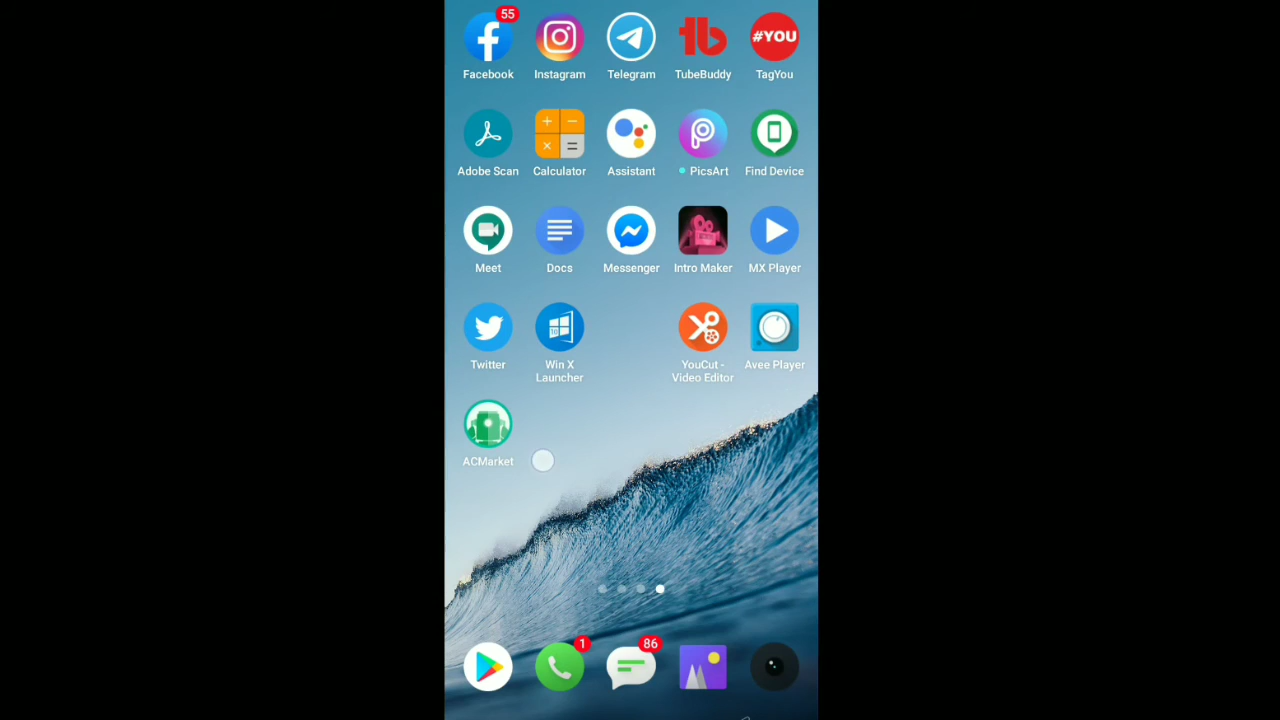 55
Facebook Instagram Telegram TubeBuddy TagYou
#YOU
Adobe Scan Calculator Assistant PicsArt Find Device
Meet Docs Messenger Intro Maker MX Player
10
Twitter Win X Launcher YouCut - Video Editor Avee Player
ACMarket
1 86